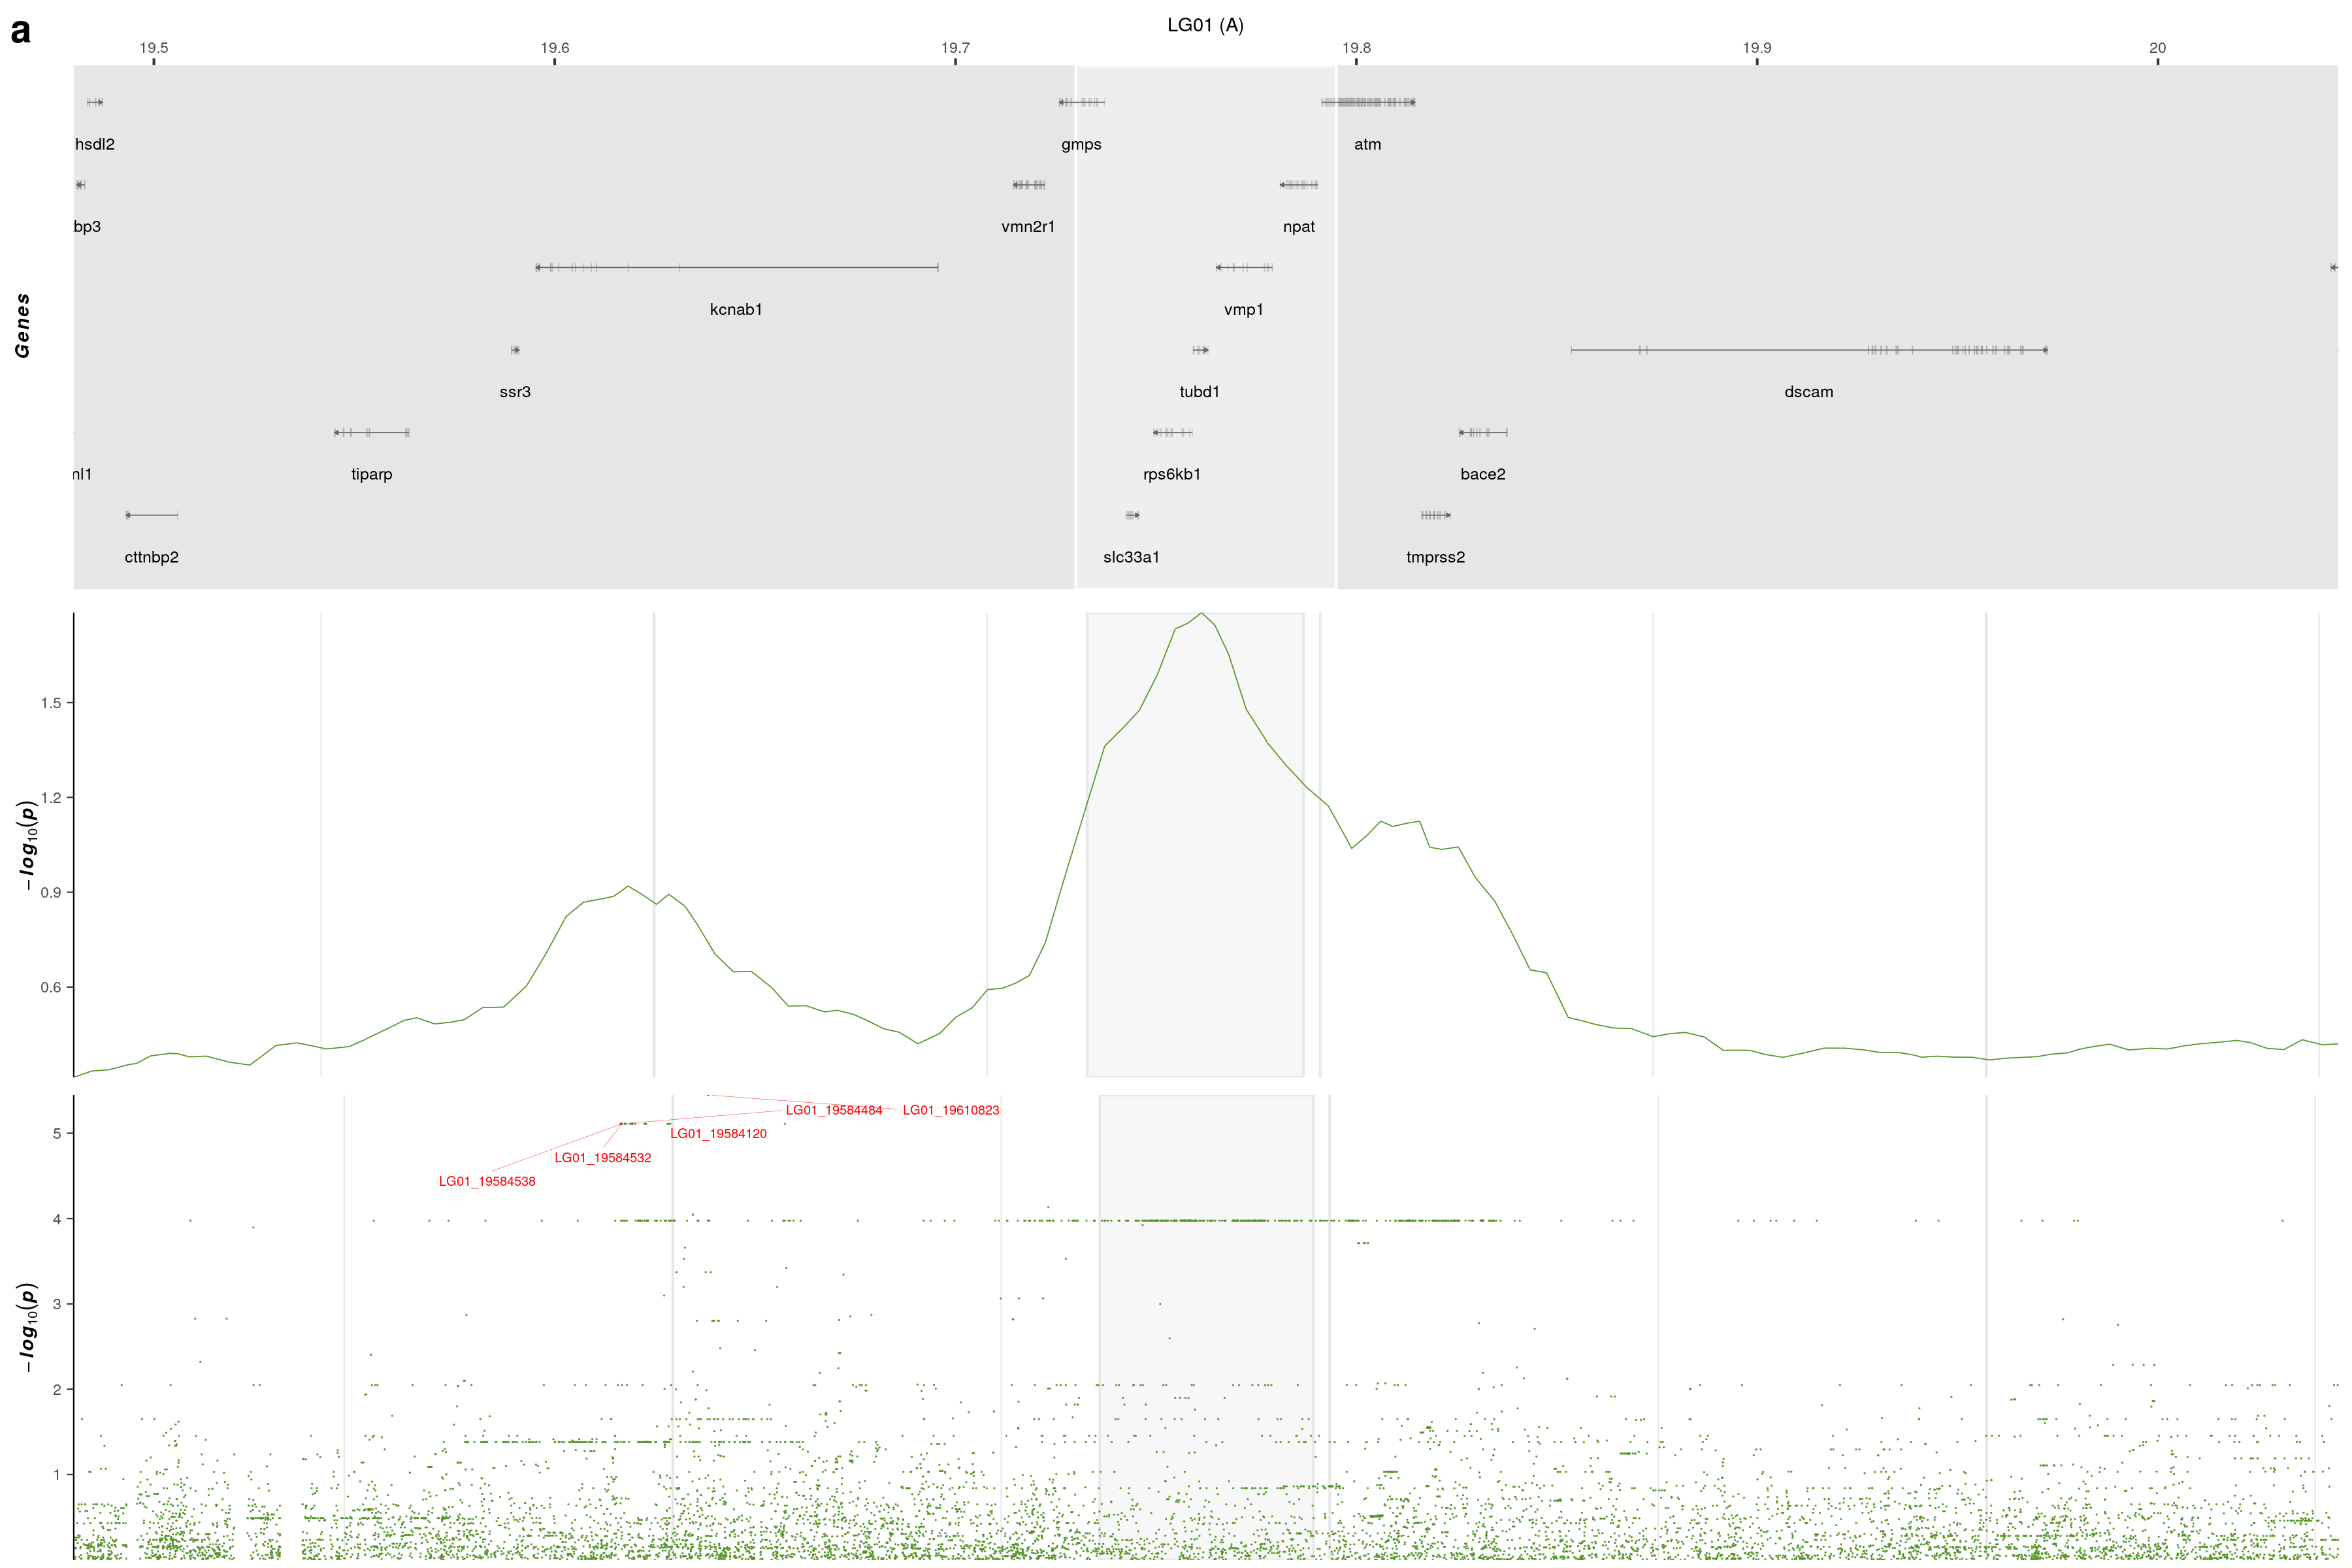 a
LG01 (A)
19.5 19.6 19.7 19.8 19.9 20
Genes
hsdl2 gmps atm
bp3 vmn2r1 npat
kcnab1 vmp1
ssr3 tubd1 dscam
nl1 tiparp rps6kb1 bace2
cttnbp2 slc33a1 tmprss2
−log10(p)
1.5
1.2
0.9
0.6
−log10(p)
5
4
3
2
1
LG01_19584484 LG01_19610823
LG01_19584120
LG01_19584532
LG01_19584538